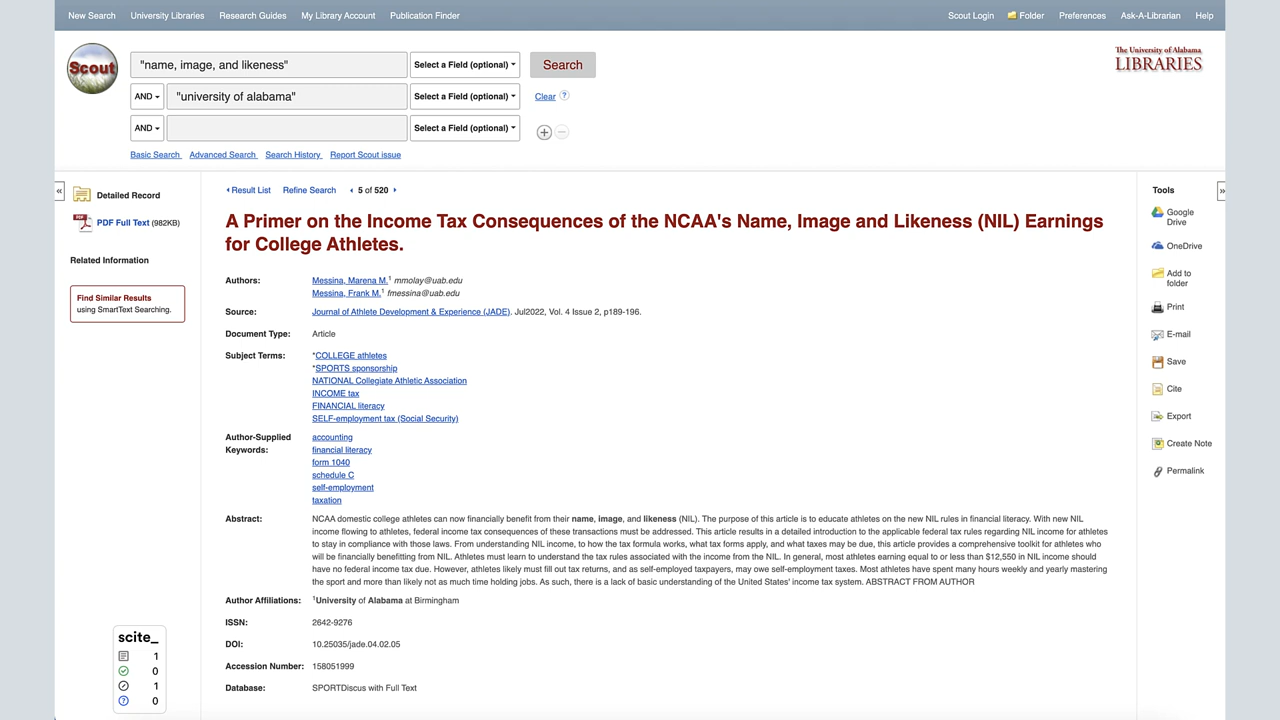 New Search University Libraries Research Guides My Library Account Publication Finder Scout Login Folder Preferences Ask-A-Librarian Help
Scout "name, image, and likeness" Select a Field (optional) Search
The University of Alabama
LIBRARIES
AND "university of alabama" Select a Field (optional) Clear ?
AND Select a Field (optional)
Basic Search Advanced Search Search History Report Scout issue
« Detailed Record
PDF PDF Full Text (982KB)
Related Information
Find Similar Results
using SmartText Searching.
Result List Refine Search 5 of 520
A Primer on the Income Tax Consequences of the NCAA's Name, Image and Likeness (NIL) Earnings
for College Athletes.
Authors: Messina, Marena M.1 mmolay@uab.edu
Messina, Frank M.1 fmessina@uab.edu
Source: Journal of Athlete Development & Experience (JADE). Jul2022, Vol. 4 Issue 2, p189-196.
Document Type: Article
Subject Terms: *COLLEGE athletes
*SPORTS sponsorship
NATIONAL Collegiate Athletic Association
INCOME tax
FINANCIAL literacy
SELF-employment tax (Social Security)
Author-Supplied Keywords: accounting
financial literacy
form 1040
schedule C
self-employment
taxation
Abstract: NCAA domestic college athletes can now financially benefit from their name, image, and likeness (NIL). The purpose of this article is to educate athletes on the new NIL rules in financial literacy. With new NIL
income flowing to athletes, federal income tax consequences of these transactions must be addressed. This article results in a detailed introduction to the applicable federal tax rules regarding NIL income for athletes
to stay in compliance with those laws. From understanding NIL income, to how the tax formula works, what tax forms apply, and what taxes may be due, this article provides a comprehensive toolkit for athletes who
will be financially benefitting from NIL. Athletes must learn to understand the tax rules associated with the income from the NIL. In general, most athletes earning equal to or less than $12,550 in NIL income should
have no federal income tax due. However, athletes likely must fill out tax returns, and as self-employed taxpayers, may owe self-employment taxes. Most athletes have spent many hours weekly and yearly mastering
the sport and more than likely not as much time holding jobs. As such, there is a lack of basic understanding of the United States' income tax system. ABSTRACT FROM AUTHOR
Author Affiliations: 1University of Alabama at Birmingham
ISSN: 2642-9276
DOI: 10.25035/jade.04.02.05
Accession Number: 158051999
Database: SPORTDiscus with Full Text
scite_
1
0
1
? 0
Tools »
Google
Drive
OneDrive
Add to
folder
Print
E-mail
Save
Cite
Export
Create Note
Permalink